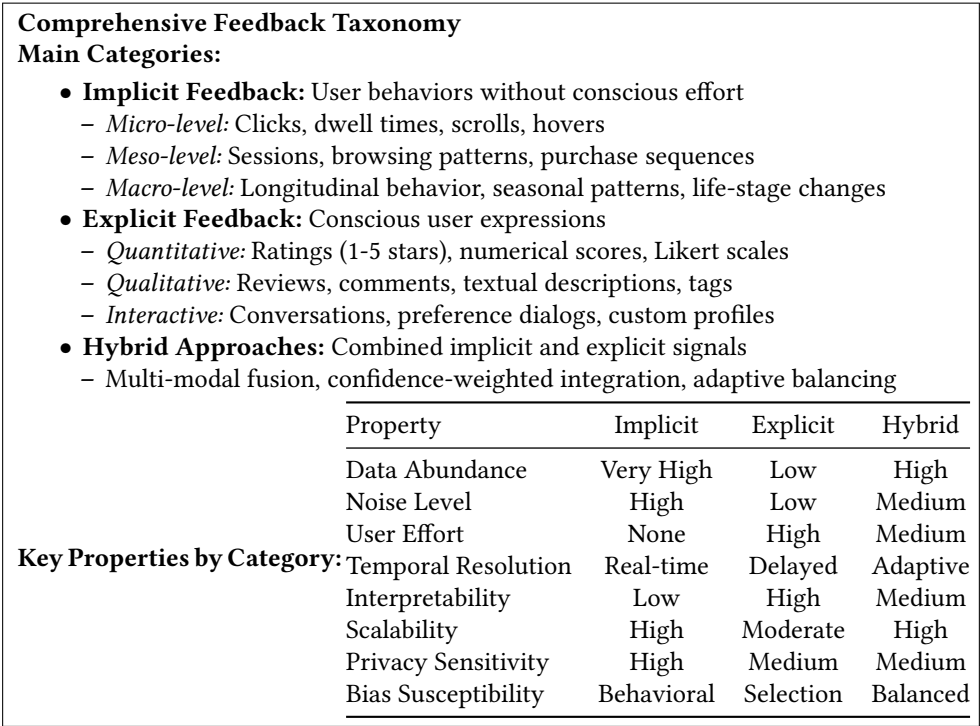 Comprehensive Feedback Taxonomy
Main Categories:
• Implicit Feedback: User behaviors without conscious effort
– Micro-level: Clicks, dwell times, scrolls, hovers
– Meso-level: Sessions, browsing patterns, purchase sequences
– Macro-level: Longitudinal behavior, seasonal patterns, life-stage changes
• Explicit Feedback: Conscious user expressions
– Quantitative: Ratings (1-5 stars), numerical scores, Likert scales
– Qualitative: Reviews, comments, textual descriptions, tags
– Interactive: Conversations, preference dialogs, custom profiles
• Hybrid Approaches: Combined implicit and explicit signals
– Multi-modal fusion, confidence-weighted integration, adaptive balancing
Key Properties by Category:
Property Implicit Explicit Hybrid
Data Abundance Very High Low High
Noise Level High Low Medium
User Effort None High Medium
Temporal Resolution Real-time Delayed Adaptive
Interpretability Low High Medium
Scalability High Moderate High
Privacy Sensitivity High Medium Medium
Bias Susceptibility Behavioral Selection Balanced